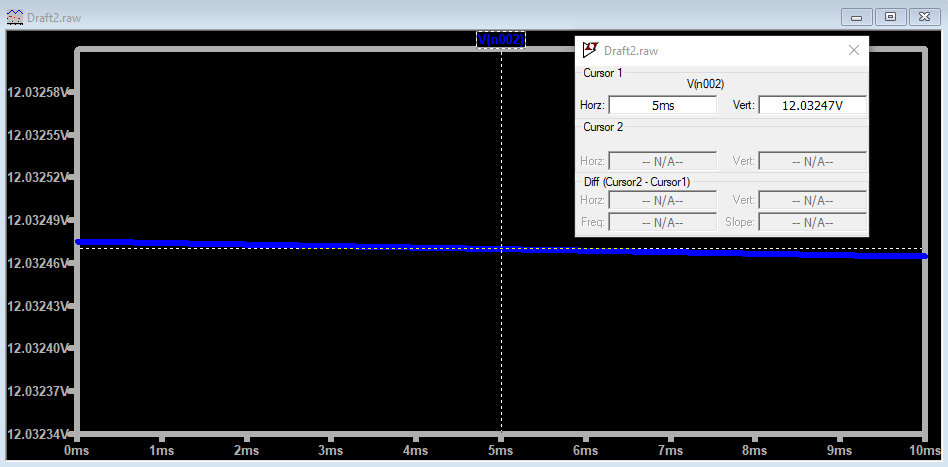 Draft2.raw
V(n002)
12.03258V
12.03255V
12.03252V
12.03249V
12.03246V
12.03243V
12.03240V
12.03237V
12.03234V
0ms 1ms 2ms 3ms 4ms 5ms 6ms 7ms 8ms 9ms 10ms
Draft2.raw
Cursor 1
V(n002)
Horz: 5ms Vert: 12.03247V
Cursor 2
Horz: -- N/A-- Vert: -- N/A--
Diff (Cursor2 - Cursor1)
Horz: -- N/A-- Vert: -- N/A--
Freq: -- N/A-- Slope: -- N/A--